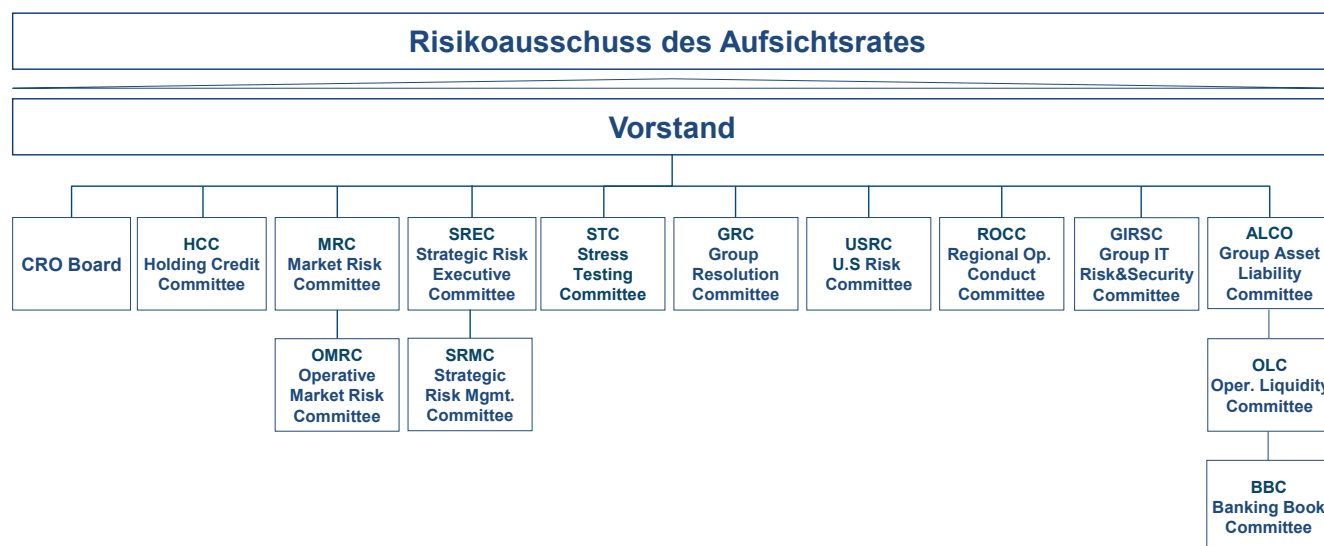 Risikoausschuss des Aufsichtsrates
Vorstand
CRO Board
HCC
Holding Credit
Committee
MRC
Market Risk
Committee
SREC
Strategic Risk
Executive
Committee
STC
Stress
Testing
Committee
GRC
Group
Resolution
Committee
USRC
U.S Risk
Committee
ROCC
Regional Op.
Conduct
Committee
GIRSC
Group IT
Risk&Security
Committee
ALCO
Group Asset
Liability
Committee
OMRC
Operative
Market Risk
Committee
SRMC
Strategic
Risk Mgmt.
Committee
OLC
Oper. Liquidity
Committee
BBC
Banking Book
Committee